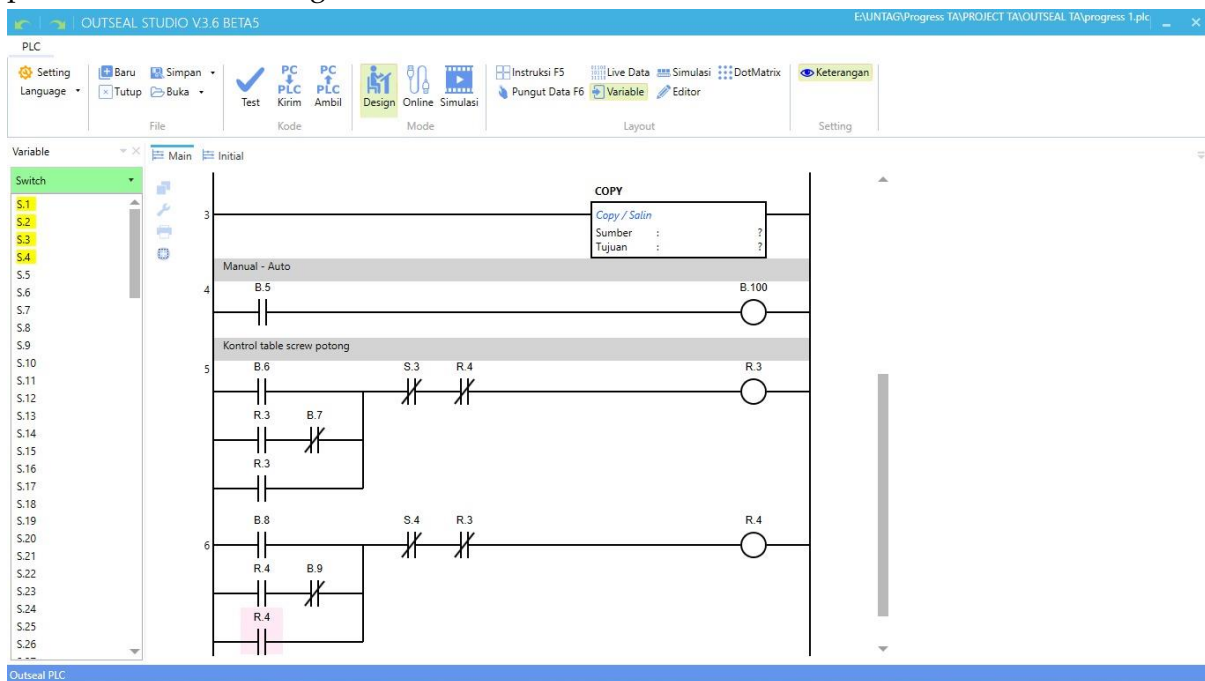 OUTSEAL STUDIO V.3.6 BETA5
E:\UNTAG\Progress TA\PROJECT TA\OUTSEAL TA\progress 1.plc
PLC
Setting
Language
Baru
Simpan
Tutup
Buka
File
Test
PC
PLC
Kirim
PC
PLC
Ambil
Kode
Design
Online
Simulasi
Mode
Instruksi F5
Live Data
Simulasi
DotMatrix
Pungut Data F6
Variable
Editor
Layout
Keterangan
Setting
Variable
Switch
S.1
S.2
S.3
S.4
S.5
S.6
S.7
S.8
S.9
S.10
S.11
S.12
S.13
S.14
S.15
S.16
S.17
S.18
S.19
S.20
S.21
S.22
S.23
S.24
S.25
S.26
Main
Initial
COPY
3
Copy / Salin
Sumber : ?
Tujuan : ?
Manual - Auto
4
B.5 B.100
Kontrol table screw potong
5
B.6 S.3 R.4 R.3
R.3 B.7
R.3
6
B.8 S.4 R.3 R.4
R.4 B.9
R.4
Outseal PLC